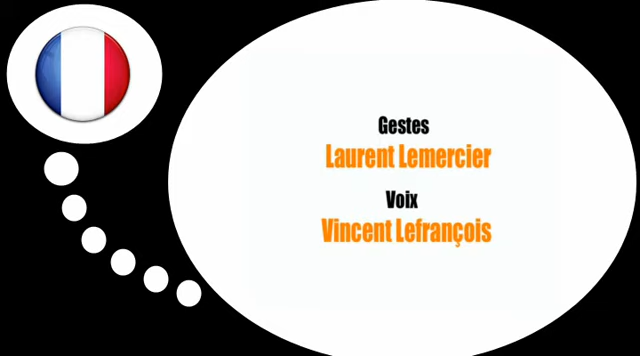 Gestes
Laurent Lemercier
Voix
Vincent Lefrançois